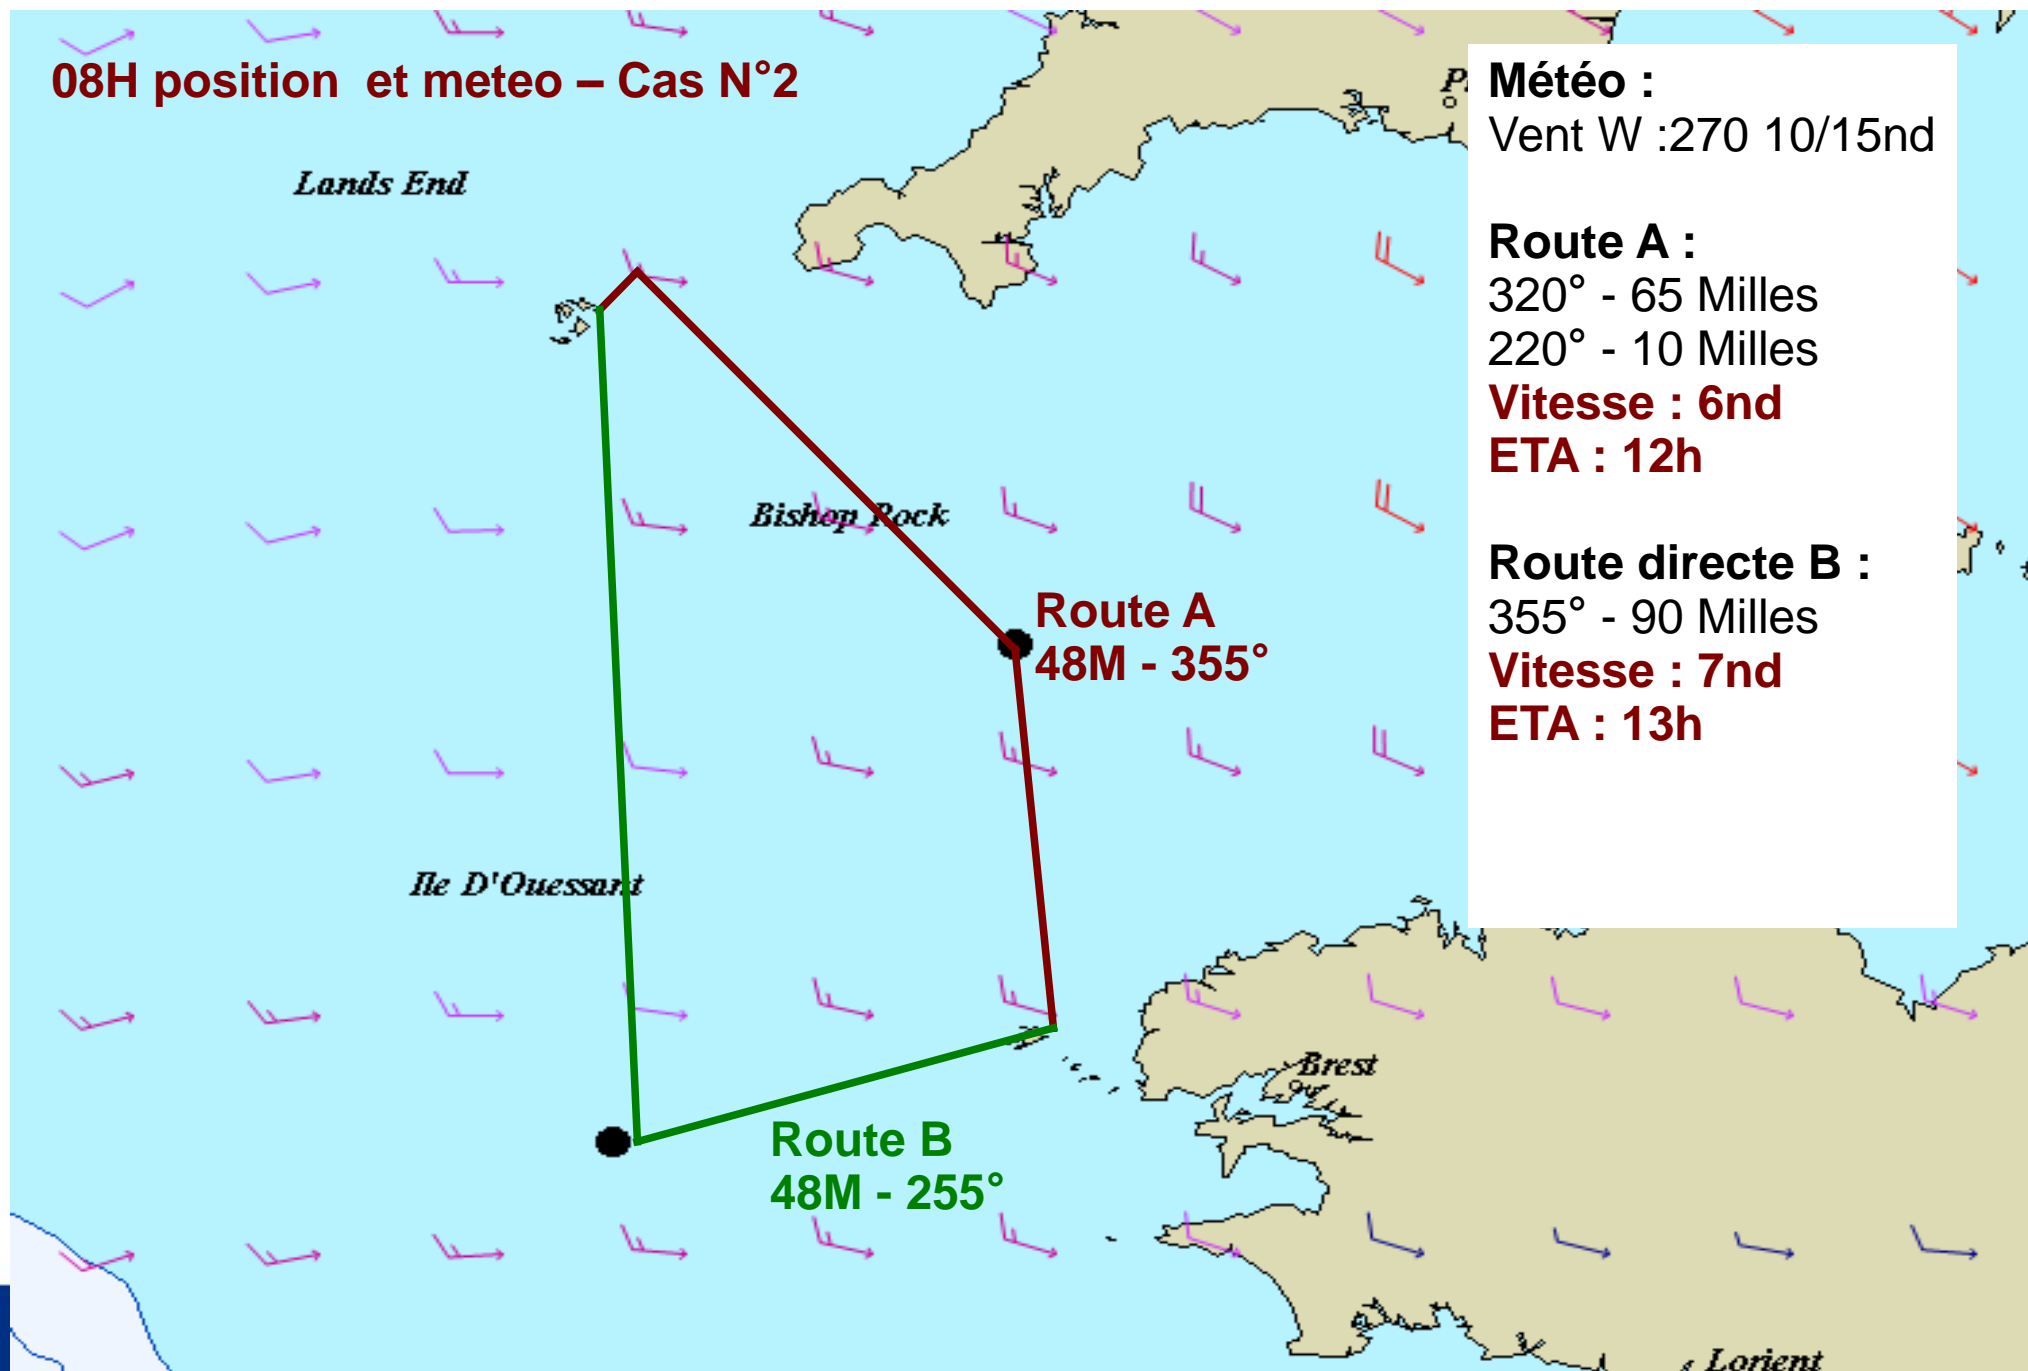 08H position et meteo – Cas N°2
Météo :
Vent W :270 10/15nd
Route A :
320° - 65 Milles
220° - 10 Milles
Vitesse : 6nd
ETA : 12h
Route directe B :
355° - 90 Milles
Vitesse : 7nd
ETA : 13h
Lands End
Bishop Rock
Route A
48M - 355°
Ile D'Ouessant
Brest
Route B
48M - 255°
Lorient